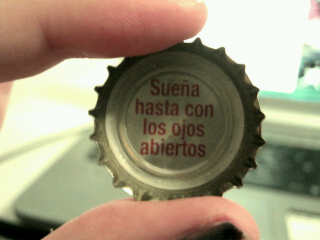 Sueña
hasta con
los ojos
abiertos